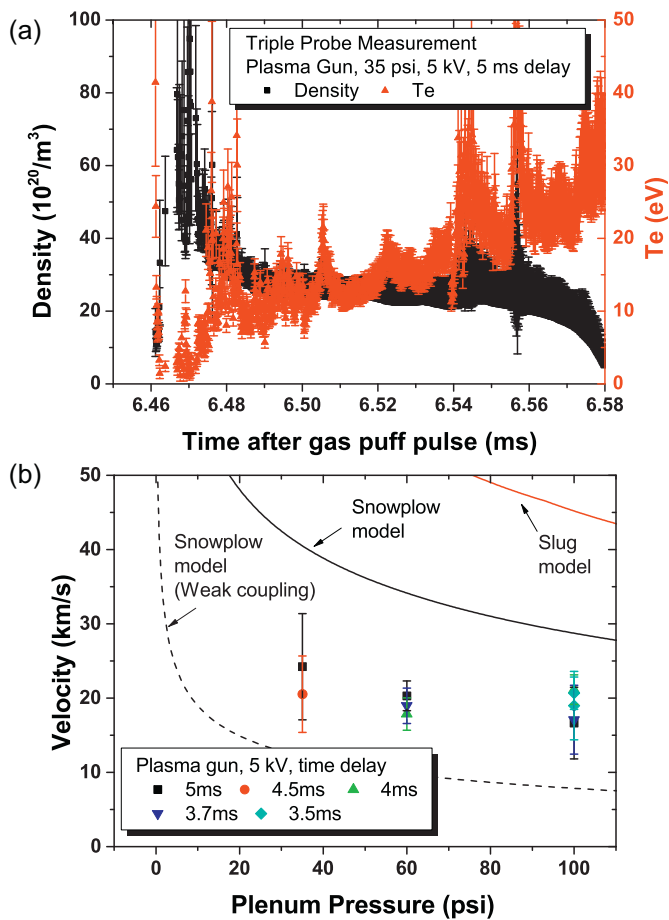 (a)
Triple Probe Measurement
Plasma Gun, 35 psi, 5 kV, 5 ms delay
Density Te
Density (10²⁰/m³)
100
80
60
40
20
0
50
40
30
20
10
0
Te (eV)
6.46 6.48 6.50 6.52 6.54 6.56 6.58
Time after gas puff pulse (ms)
(b)
Velocity (km/s)
50
40
30
20
10
0
Snowplow
model
(Weak coupling)
Snowplow
model
Slug
model
Plasma gun, 5 kV, time delay
5ms 4.5ms 4ms
3.7ms 3.5ms
0 20 40 60 80 100
Plenum Pressure (psi)